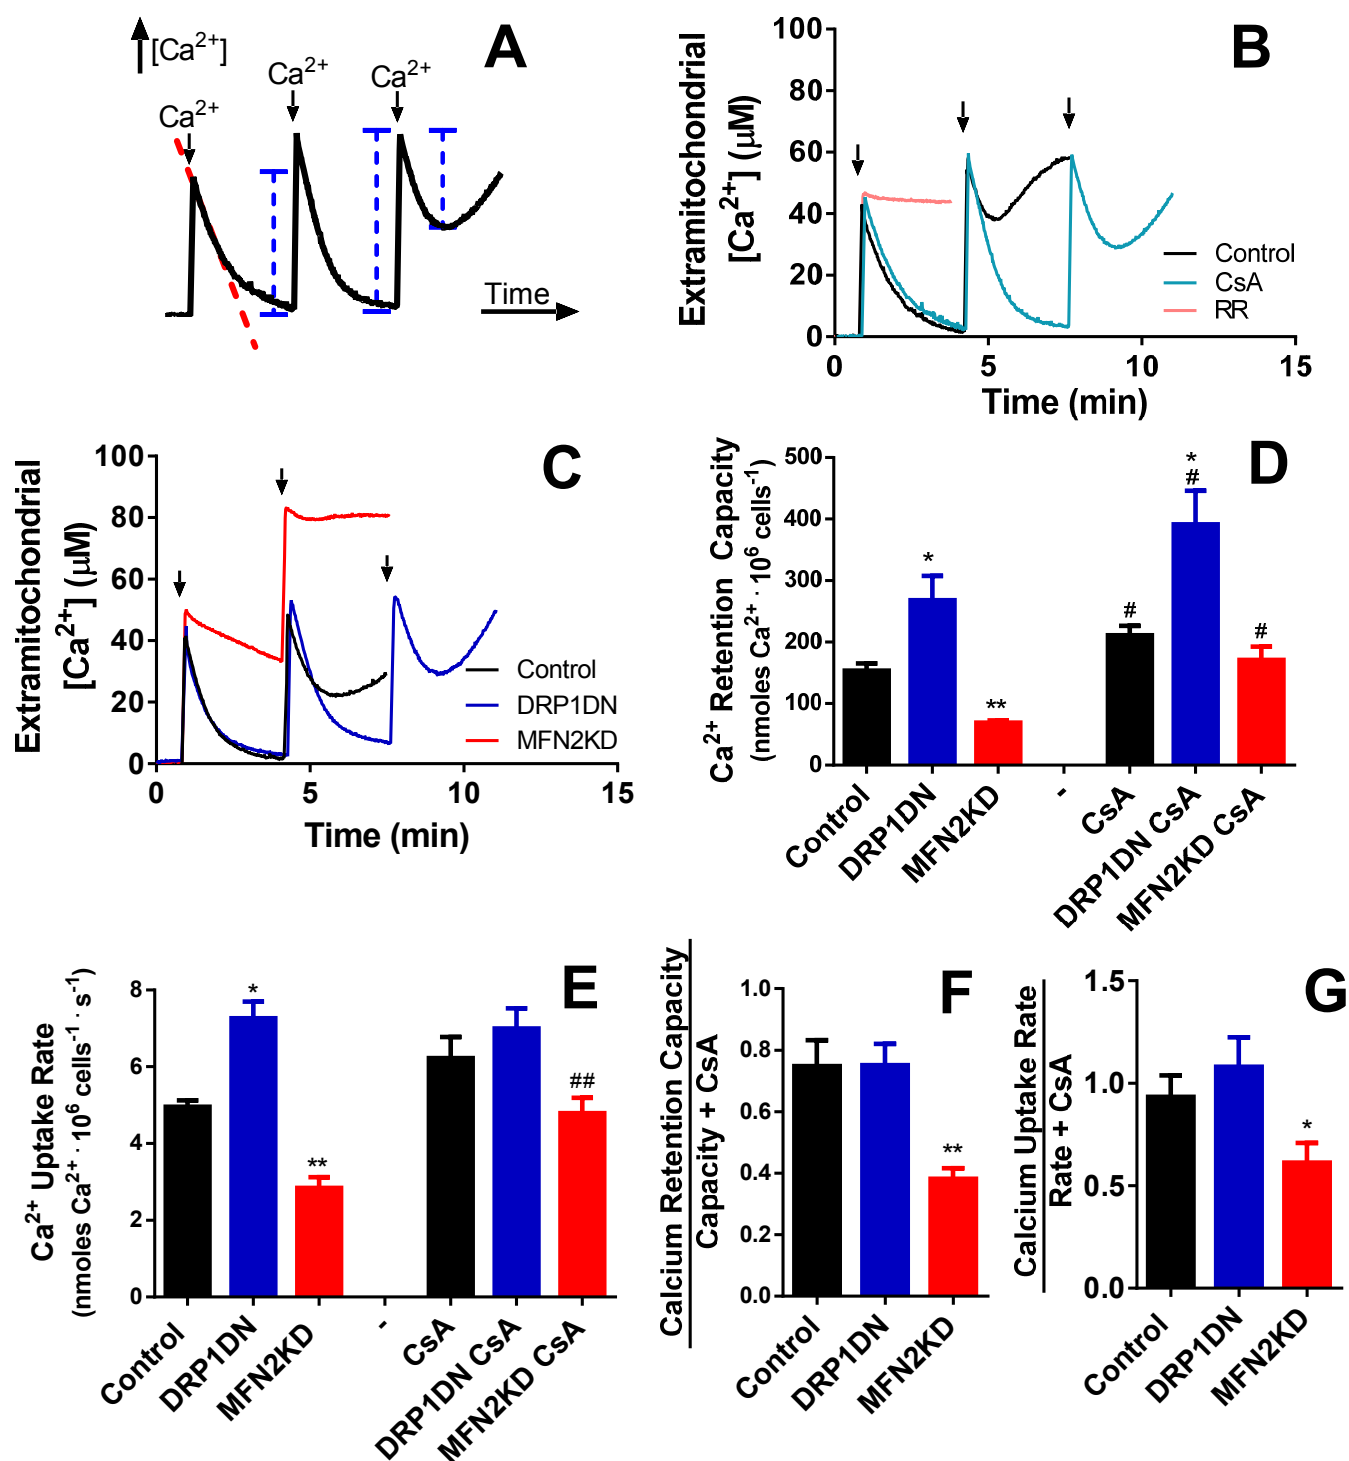 A
[Ca²⁺]
Ca²⁺
Ca²⁺
Ca²⁺
Time
B
Extramitochondrial
[Ca²⁺] (µM)
100
80
60
40
20
0
0 5 10 15
Time (min)
Control
CsA
RR
C
Extramitochondrial
[Ca²⁺] (µM)
100
80
60
40
20
0
0 5 10 15
Time (min)
Control
DRP1DN
MFN2KD
D
Ca²⁺ Retention Capacity
(nmoles Ca²⁺ · 10⁶ cells⁻¹)
500
400
300
200
100
0
*
**
#
*
#
#
Control
DRP1DN
MFN2KD
-
CsA
DRP1DN CsA
MFN2KD CsA
E
Ca²⁺ Uptake Rate
(nmoles Ca²⁺ · 10⁶ cells⁻¹ · s⁻¹)
8
6
4
2
0
*
**
##
Control
DRP1DN
MFN2KD
-
CsA
DRP1DN CsA
MFN2KD CsA
F
Calcium Retention Capacity
Capacity + CsA
1.0
0.8
0.6
0.4
0.2
0.0
**
Control
DRP1DN
MFN2KD
G
Calcium Uptake Rate
Rate + CsA
1.5
1.0
0.5
0.0
*
Control
DRP1DN
MFN2KD